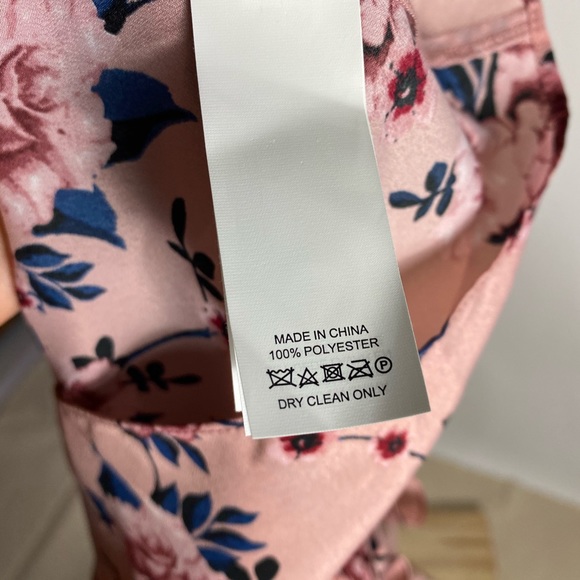 MADE IN CHINA
100% POLYESTER
P
DRY CLEAN ONLY